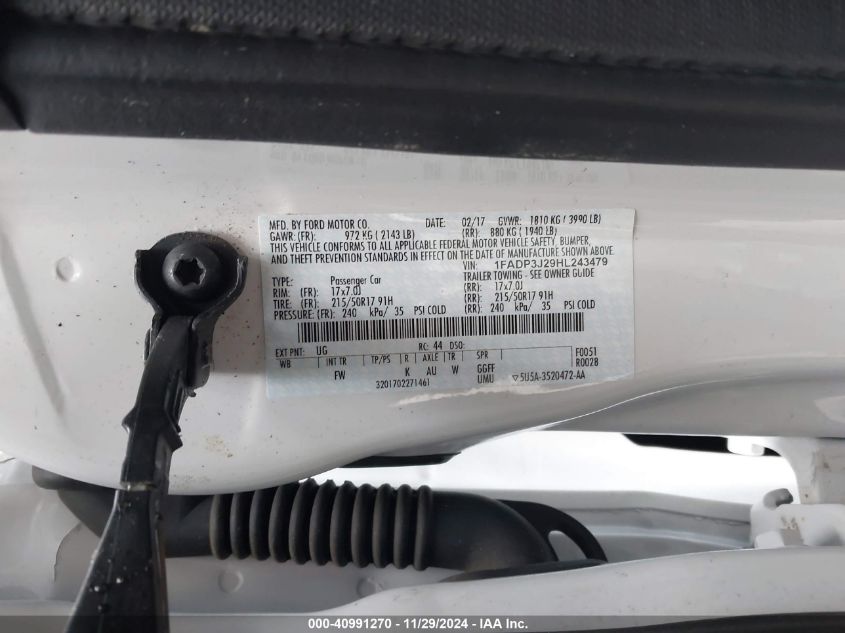 MFD. BY FORD MOTOR CO. DATE: 02/17 GVWR: 1810 KG ( 3990 LB)
GAWR: (FR): 972 KG ( 2143 LB) (RR): 880 KG ( 1940 LB)
THIS VEHICLE CONFORMS TO ALL APPLICABLE FEDERAL MOTOR VEHICLE SAFETY, BUMPER,
AND THEFT PREVENTION STANDARDS IN EFFECT ON THE DATE OF MANUFACTURE SHOWN ABOVE.
VIN: 1FADP3J29HL243479
TYPE: Passenger Car TRAILER TOWING - SEE OWNER GUIDE
RIM: (FR): 17x7.0J (RR): 17x7.0J
TIRE: (FR): 215/50R17 91H (RR): 215/50R17 91H
PRESSURE: (FR): 240 kPa/ 35 PSI COLD (RR): 240 kPa/ 35 PSI COLD
EXT PNT: UG RC: 44 DSO: F0051
WB INT TR TP/PS R AXLE TR SPR R0028
FW K AU W GGFF
UMU
3201702271461 ▽5U5A-3520472-AA
000-40991270 - 11/29/2024 - IAA Inc.